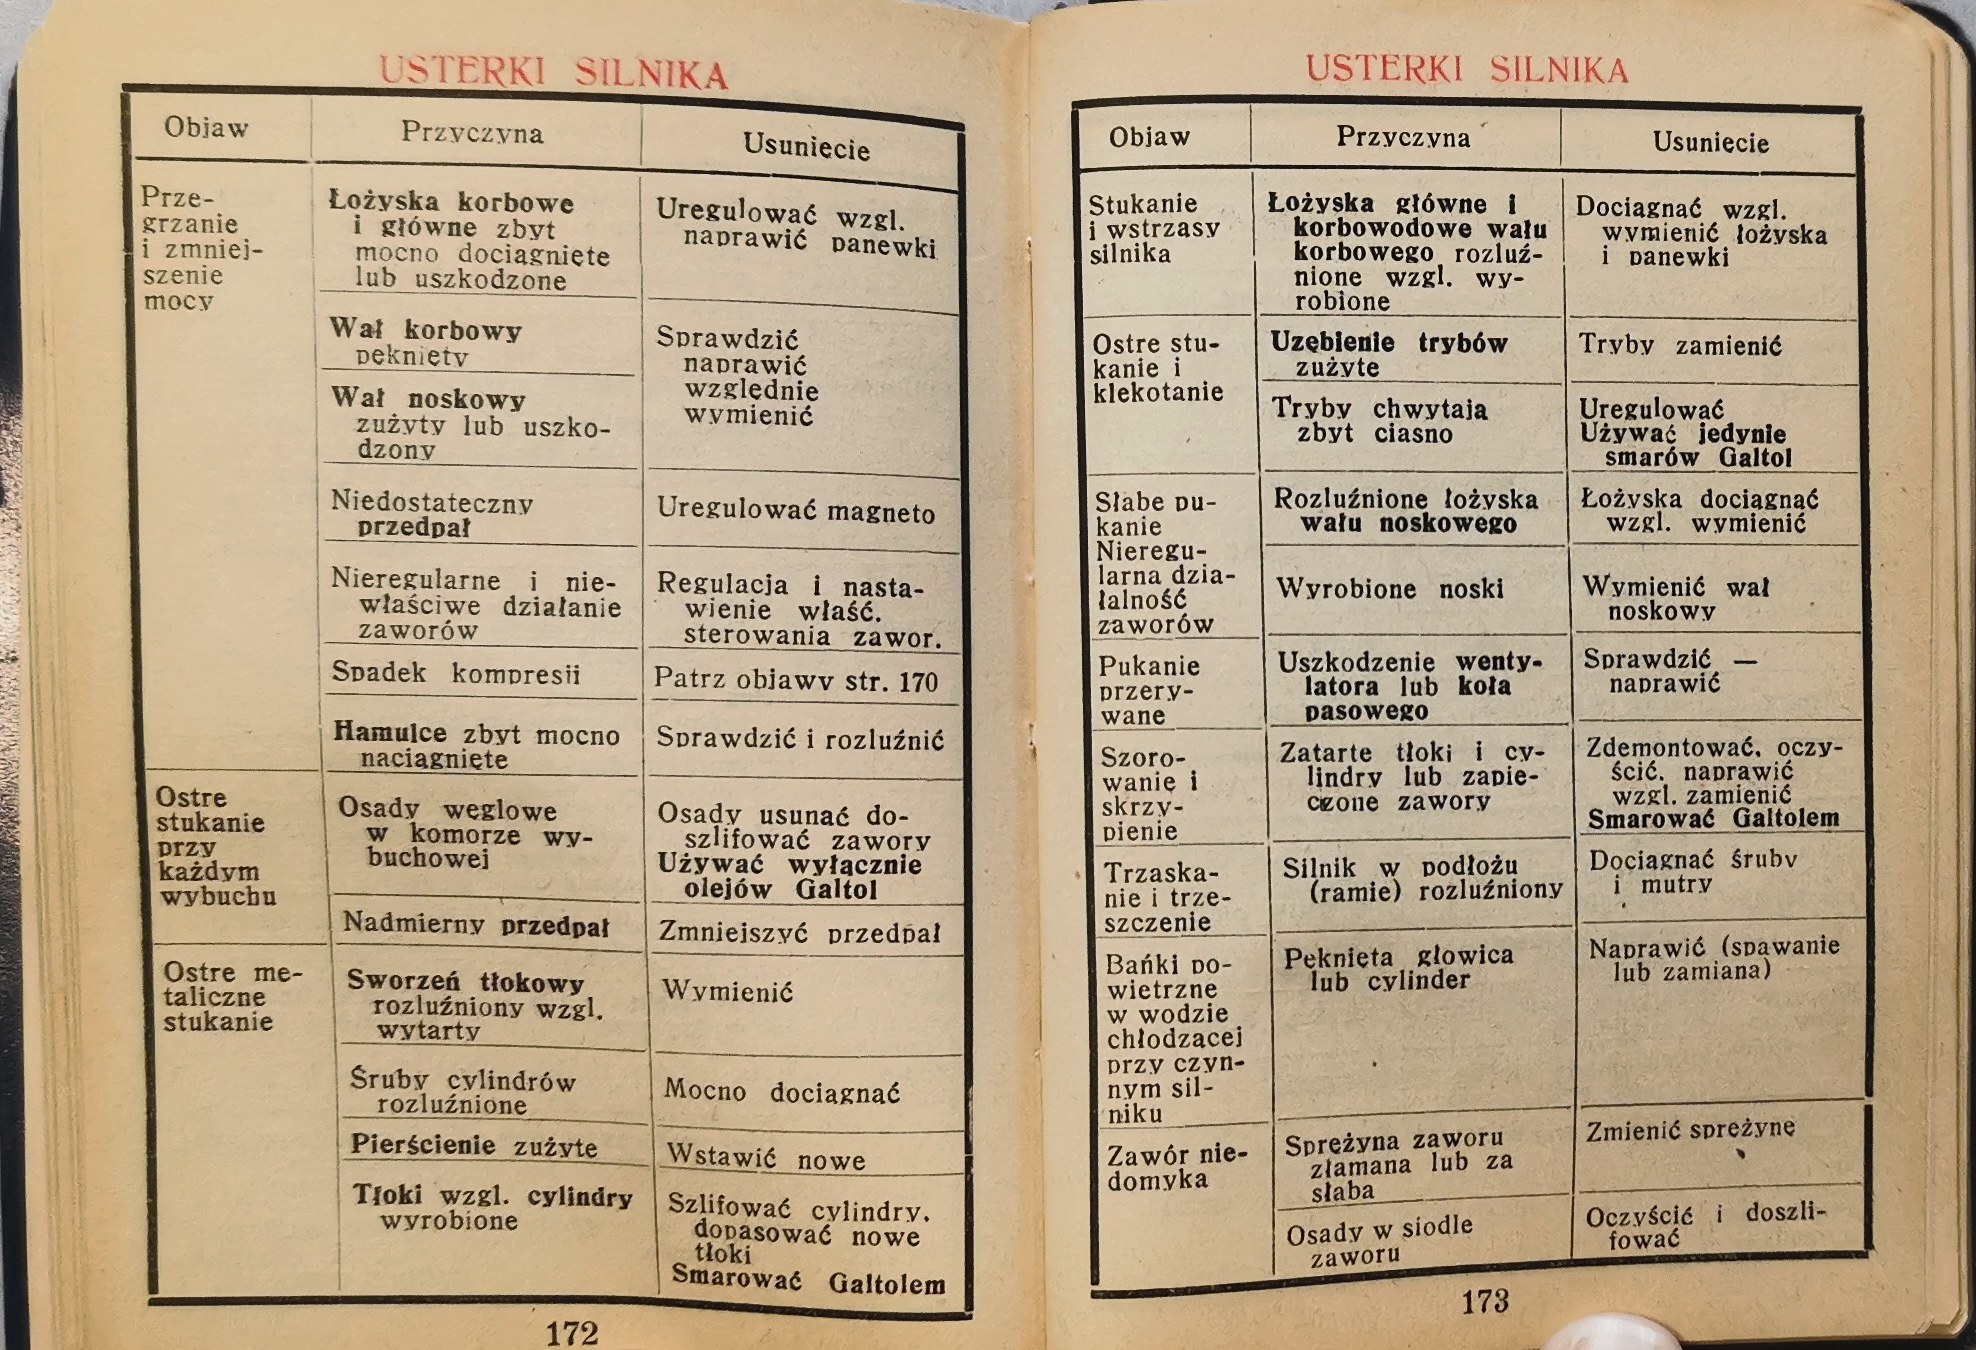 USTERKI SILNIKA
Objaw
Przyczyna
Usunięcie
Prze-
grzanie
i zmniej-
szenie
mocy
Łożyska korbowe
i główne zbyt
mocno dociągnięte
lub uszkodzone
Uregulować wzgl.
naprawić panewki
Wał korbowy
pęknięty
Sprawdzić
naprawić
względnie
wymienić
Wał noskowy
zużyty lub uszko-
dzony
Niedostateczny
przedpał
Uregulować magneto
Nieregularne i nie-
właściwe działanie
zaworów
Regulacja i nasta-
wienie właść.
sterowania zawor.
Spadek kompresji
Patrz objawy str. 170
Hamulce zbyt mocno
naciągnięte
Sprawdzić i rozluźnić
Ostre
stukanie
przy
każdym
wybuchu
Osady węglowe
w komorze wy-
buchowej
Osady usunąć do-
szlifować zawory
Używać wyłącznie
olejów Galtol
Nadmierny przedpał
Zmniejszyć przedpał
Ostre me-
taliczne
stukanie
Sworzeń tłokowy
rozluźniony wzgl.
wytarty
Wymienić
Śruby cylindrów
rozluźnione
Mocno dociągnąć
Pierścienie zużyte
Wstawić nowe
Tłoki wzgl. cylindry
wyrobione
Szlifować cylindry,
dopasować nowe
tłoki
Smarować Galtolem
172
USTERKI SILNIKA
Objaw
Przyczyna
Usunięcie
Stukanie
i wstrząsy
silnika
Łożyska główne i
korbowodowe wału
korbowego rozluź-
nione wzgl. wy-
robione
Dociągnąć wzgl.
wymienić łożyska
i panewki
Ostre stu-
kanie i
klekotanie
Uzębienie trybów
zużyte
Tryby zamienić
Tryby chwytają
zbyt ciasno
Uregulować
Używać jedynie
smarów Galtol
Słabe pu-
kanie
Nieregu-
larna dzia-
łalność
zaworów
Rozluźnione łożyska
wału noskowego
Łożyska dociągnąć
wzgl. wymienić
Wyrobione noski
Wymienić wał
noskowy
Pukanie
przery-
wane
Uszkodzenie wenty-
latora lub koła
pasowego
Sprawdzić —
naprawić
Szoro-
wanie i
skrzy-
pienie
Zatarte tłoki i cy-
lindry lub zapie-
czone zawory
Zdemontować, oczy-
ścić, naprawić
wzgl. zamienić
Smarować Galtolem
Trzaska-
nie i trze-
szczenie
Silnik w podłożu
(ramie) rozluźniony
Dociągnąć śruby
i mutry
Bańki po-
wietrzne
w wodzie
chłodzącej
przy czyn-
nym sil-
niku
Pęknięta głowica
lub cylinder
Naprawić (spawanie
lub zamiana)
Zawór nie-
domyka
Sprężyna zaworu
złamana lub za
słaba
Zmienić sprężynę
Osady w siodle
zaworu
Oczyścić i doszli-
fować
173